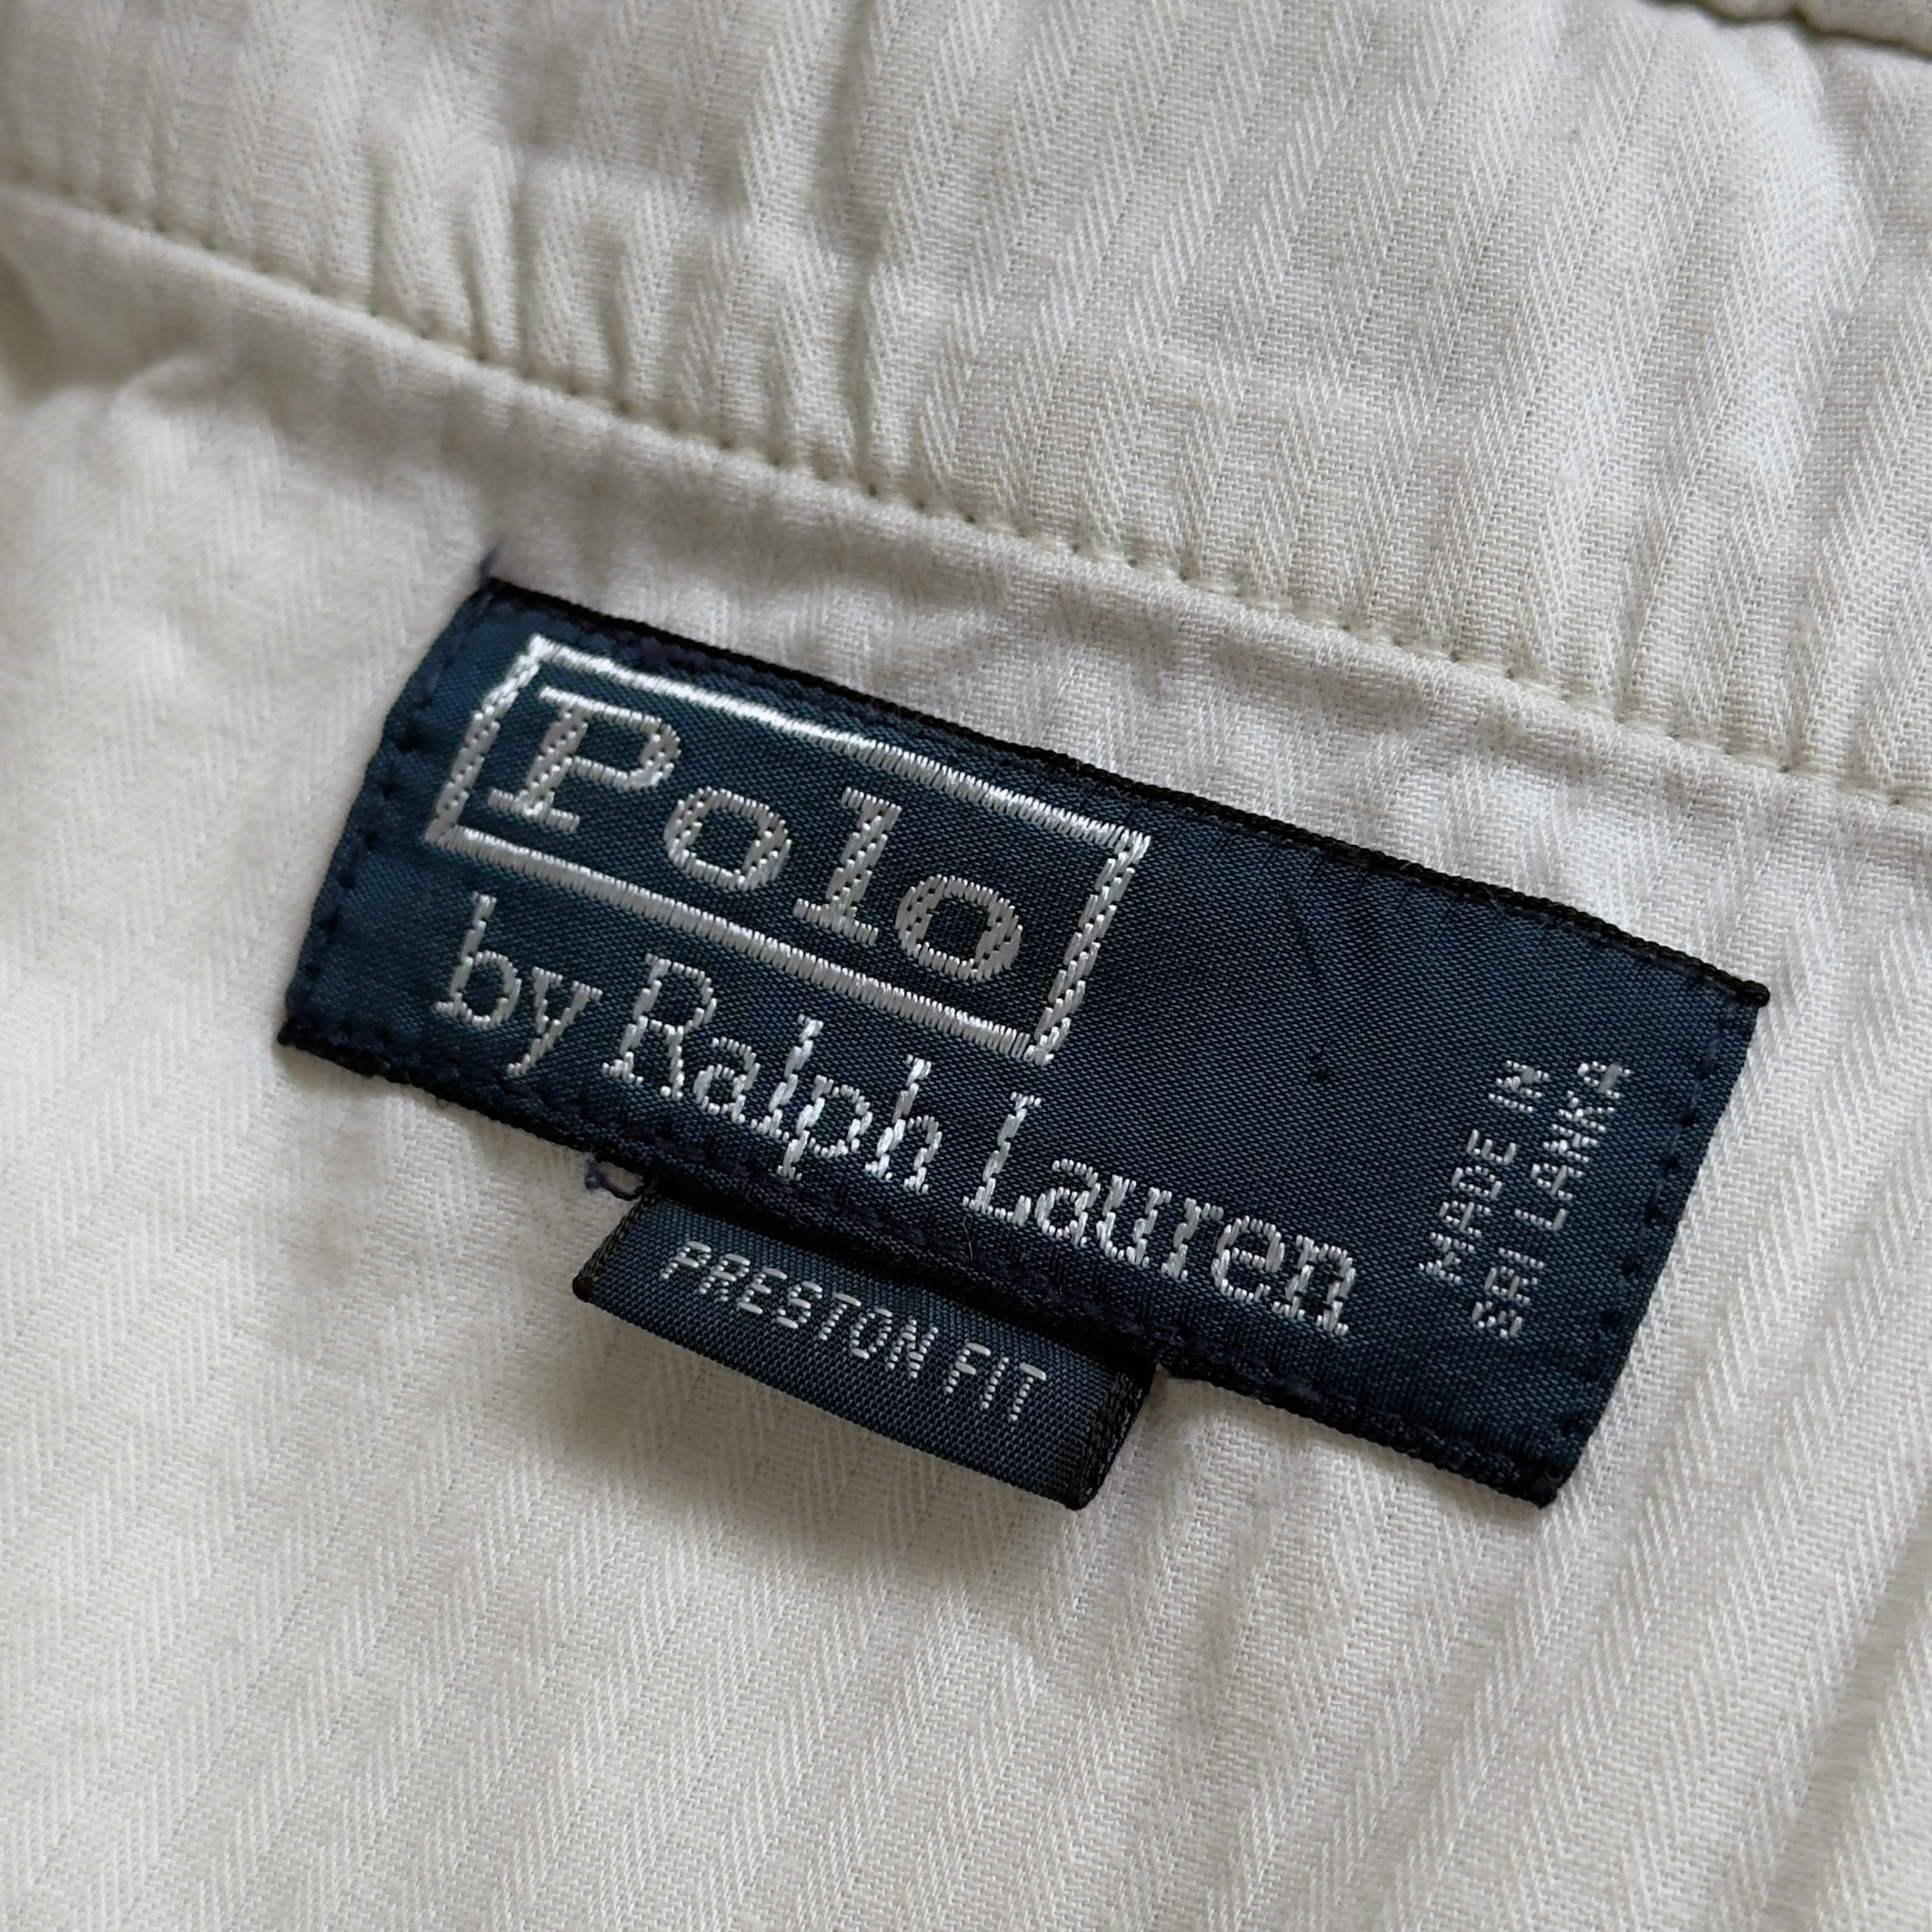 Polo
by Ralph Lauren
MADE IN
SRI LANKA
PRESTON FIT